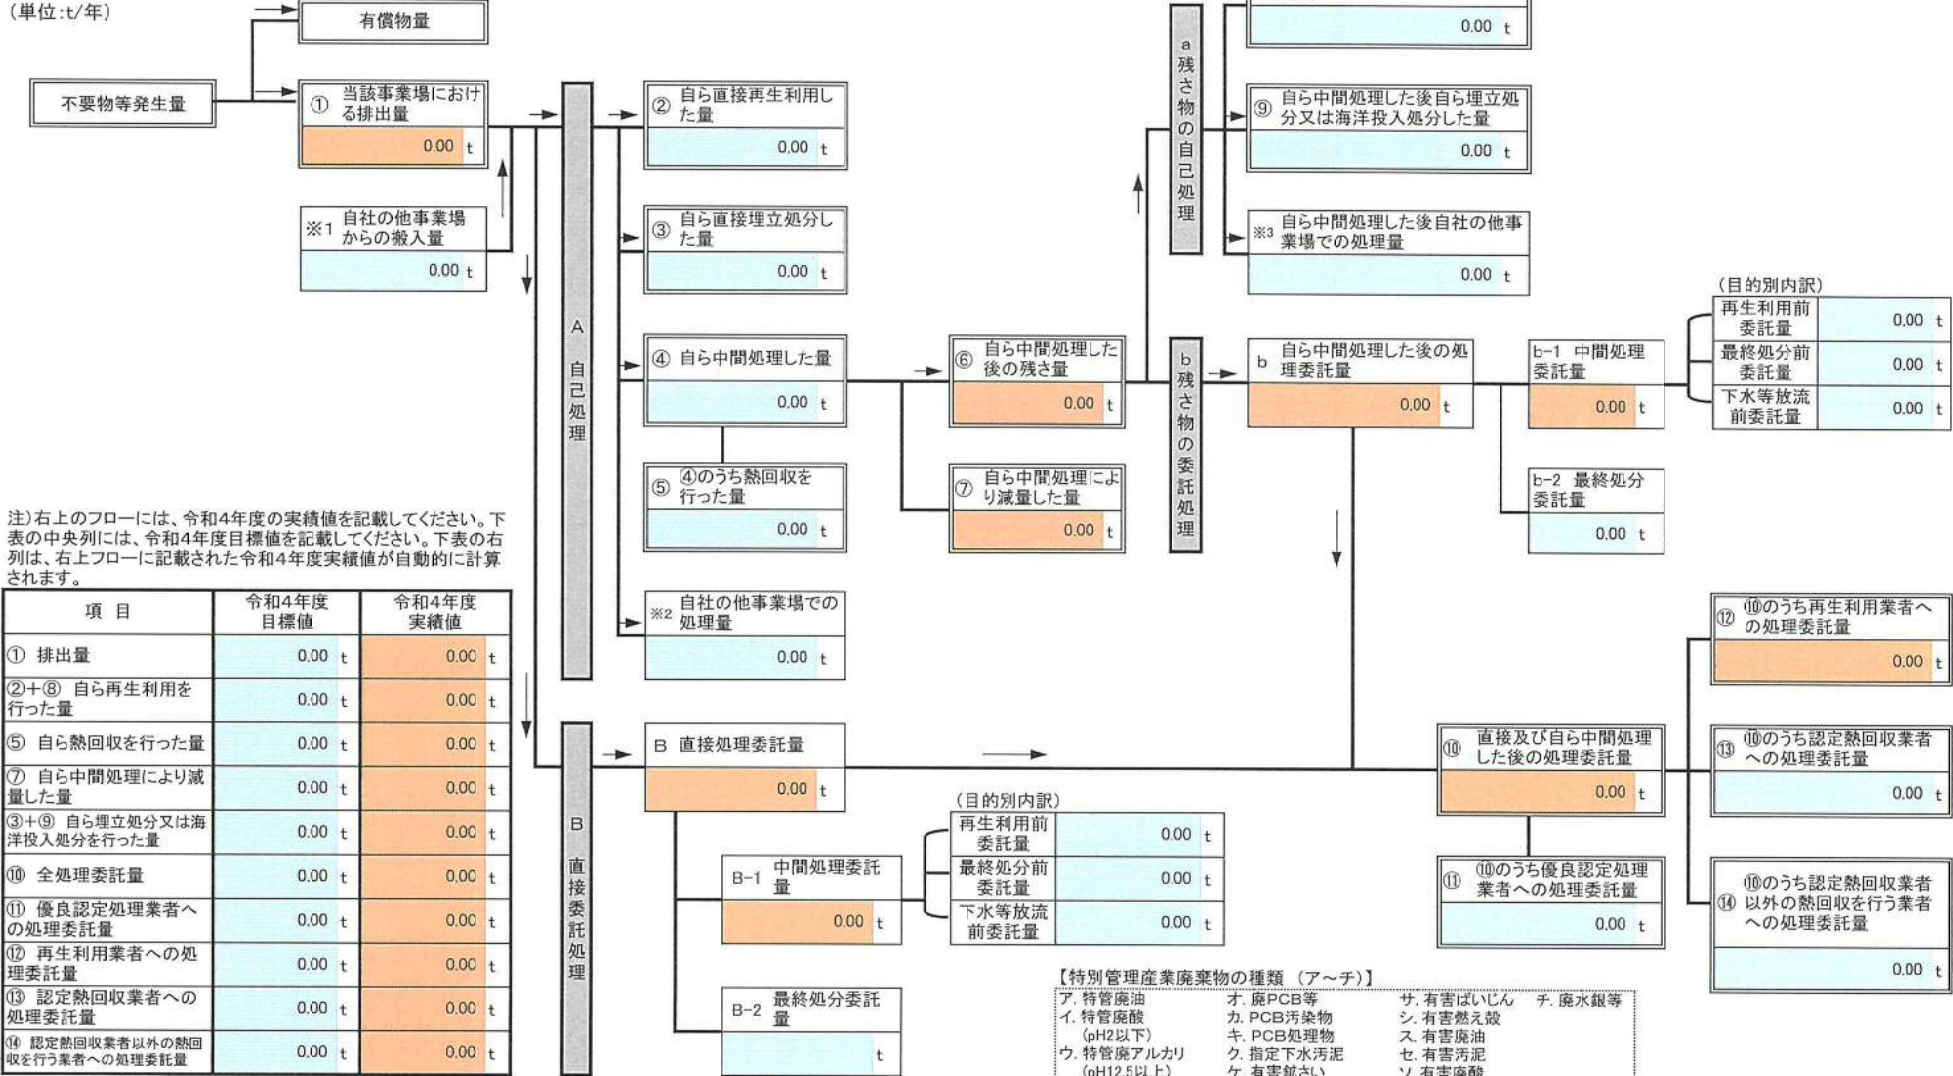 (単位:t/年)
有償物量
不要物等発生量
① 当該事業場におけ
る排出量
0.00 t
※1 自社の他事業場
からの搬入量
0.00 t
A 自己処理
② 自ら直接再生利用し
た量
0.00 t
③ 自ら直接埋立処分し
た量
0.00 t
④ 自ら中間処理した量
0.00 t
⑤ ④のうち熱回収を
行った量
0.00 t
※2 自社の他事業場での
処理量
0.00 t
⑥ 自ら中間処理した
後の残さ量
0.00 t
⑦ 自ら中間処理によ
り減量した量
0.00 t
a 残さ物の自己処理
0.00 t
⑨ 自ら中間処理した後自ら埋立処
分又は海洋投入処分した量
0.00 t
※3 自ら中間処理した後自社の他事
業場での処理量
0.00 t
b 残さ物の委託処理
b 自ら中間処理した後の処
理委託量
0.00 t
b-1 中間処理
委託量
0.00 t
(目的別内訳)
再生利用前
委託量
0.00 t
最終処分前
委託量
0.00 t
下水等放流
前委託量
0.00 t
b-2 最終処分
委託量
0.00 t
注)右上のフローには、令和4年度の実績値を記載してください。下
表の中央列には、令和4年度目標値を記載してください。下表の右
列は、右上フローに記載された令和4年度実績値が自動的に計算
されます。
項 目
令和4年度
目標値
令和4年度
実績値
① 排出量
0.00 t 0.00 t
②+⑧ 自ら再生利用を
行った量
0.00 t 0.00 t
⑤ 自ら熱回収を行った量
0.00 t 0.00 t
⑦ 自ら中間処理により減
量した量
0.00 t 0.00 t
③+⑨ 自ら埋立処分又は海
洋投入処分を行った量
0.00 t 0.00 t
⑩ 全処理委託量
0.00 t 0.00 t
⑪ 優良認定処理業者へ
の処理委託量
0.00 t 0.00 t
⑫ 再生利用業者への処
理委託量
0.00 t 0.00 t
⑬ 認定熱回収業者への
処理委託量
0.00 t 0.00 t
⑭ 認定熱回収業者以外の熱回
収を行う業者への処理委託量
0.00 t 0.00 t
B 直接委託処理
B 直接処理委託量
0.00 t
B-1 中間処理委託
量
0.00 t
(目的別内訳)
再生利用前
委託量
0.00 t
最終処分前
委託量
0.00 t
下水等放流
前委託量
0.00 t
B-2 最終処分委託
量
t
⑩ 直接及び自ら中間処理
した後の処理委託量
0.00 t
⑪ ⑩のうち優良認定処理
業者への処理委託量
0.00 t
⑫ ⑩のうち再生利用業者へ
の処理委託量
0.00 t
⑬ ⑩のうち認定熱回収業者
への処理委託量
0.00 t
⑭ ⑩のうち認定熱回収業者
以外の熱回収を行う業者
への処理委託量
0.00 t
【特別管理産業廃棄物の種類 (ア~チ)】
ア. 特管廃油 オ. 廃PCB等 サ. 有害ばいじん チ. 廃水銀等
イ. 特管廃酸 カ. PCB汚染物 シ. 有害燃え殻
(pH2以下) キ. PCB処理物 ス. 有害廃油
ウ. 特管廃アルカリ ク. 指定下水汚泥 セ. 有害汚泥
(pH12.5以上) ケ. 有害鉱さい ソ. 有害廃酸